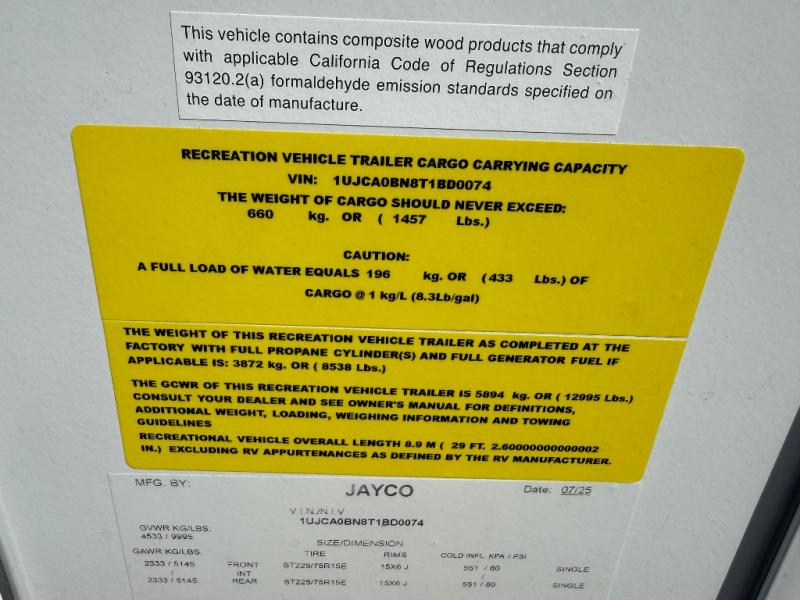 This vehicle contains composite wood products that comply
with applicable California Code of Regulations Section
93120.2(a) formaldehyde emission standards specified on
the date of manufacture.
RECREATION VEHICLE TRAILER CARGO CARRYING CAPACITY
VIN: 1UJCA0BN8T1BD0074
THE WEIGHT OF CARGO SHOULD NEVER EXCEED:
660 kg. OR ( 1457 Lbs.)
CAUTION:
A FULL LOAD OF WATER EQUALS 196 kg. OR (433 Lbs.) OF
CARGO @ 1 kg/L (8.3Lb/gal)
THE WEIGHT OF THIS RECREATION VEHICLE TRAILER AS COMPLETED AT THE
FACTORY WITH FULL PROPANE CYLINDER(S) AND FULL GENERATOR FUEL IF
APPLICABLE IS: 3872 kg. OR ( 8538 Lbs.)
THE GCWR OF THIS RECREATION VEHICLE TRAILER IS 5894 kg. OR ( 12995 Lbs.)
CONSULT YOUR DEALER AND SEE OWNER'S MANUAL FOR DEFINITIONS,
ADDITIONAL WEIGHT, LOADING, WEIGHING INFORMATION AND TOWING
GUIDELINES
RECREATIONAL VEHICLE OVERALL LENGTH 8.9 M ( 29 FT. 2.60000000000002
IN.) EXCLUDING RV APPURTENANCES AS DEFINED BY THE RV MANUFACTURER.
MFG. BY: JAYCO Date: 07/25
V.I.N./N.I.V
1UJCA0BN8T1BD0074
GVWR KG/LBS.
4533 / 9995
SIZE/DIMENSION
GAWR KG/LBS. TIRE RIMS COLD INFL. KPA / PSI
2333 / 5145 FRONT ST225/75R15E 15X6 J 551 / 80 SINGLE
/ INT /
2333 / 5145 REAR ST225/75R15E 15X6 J 551 / 80 SINGLE